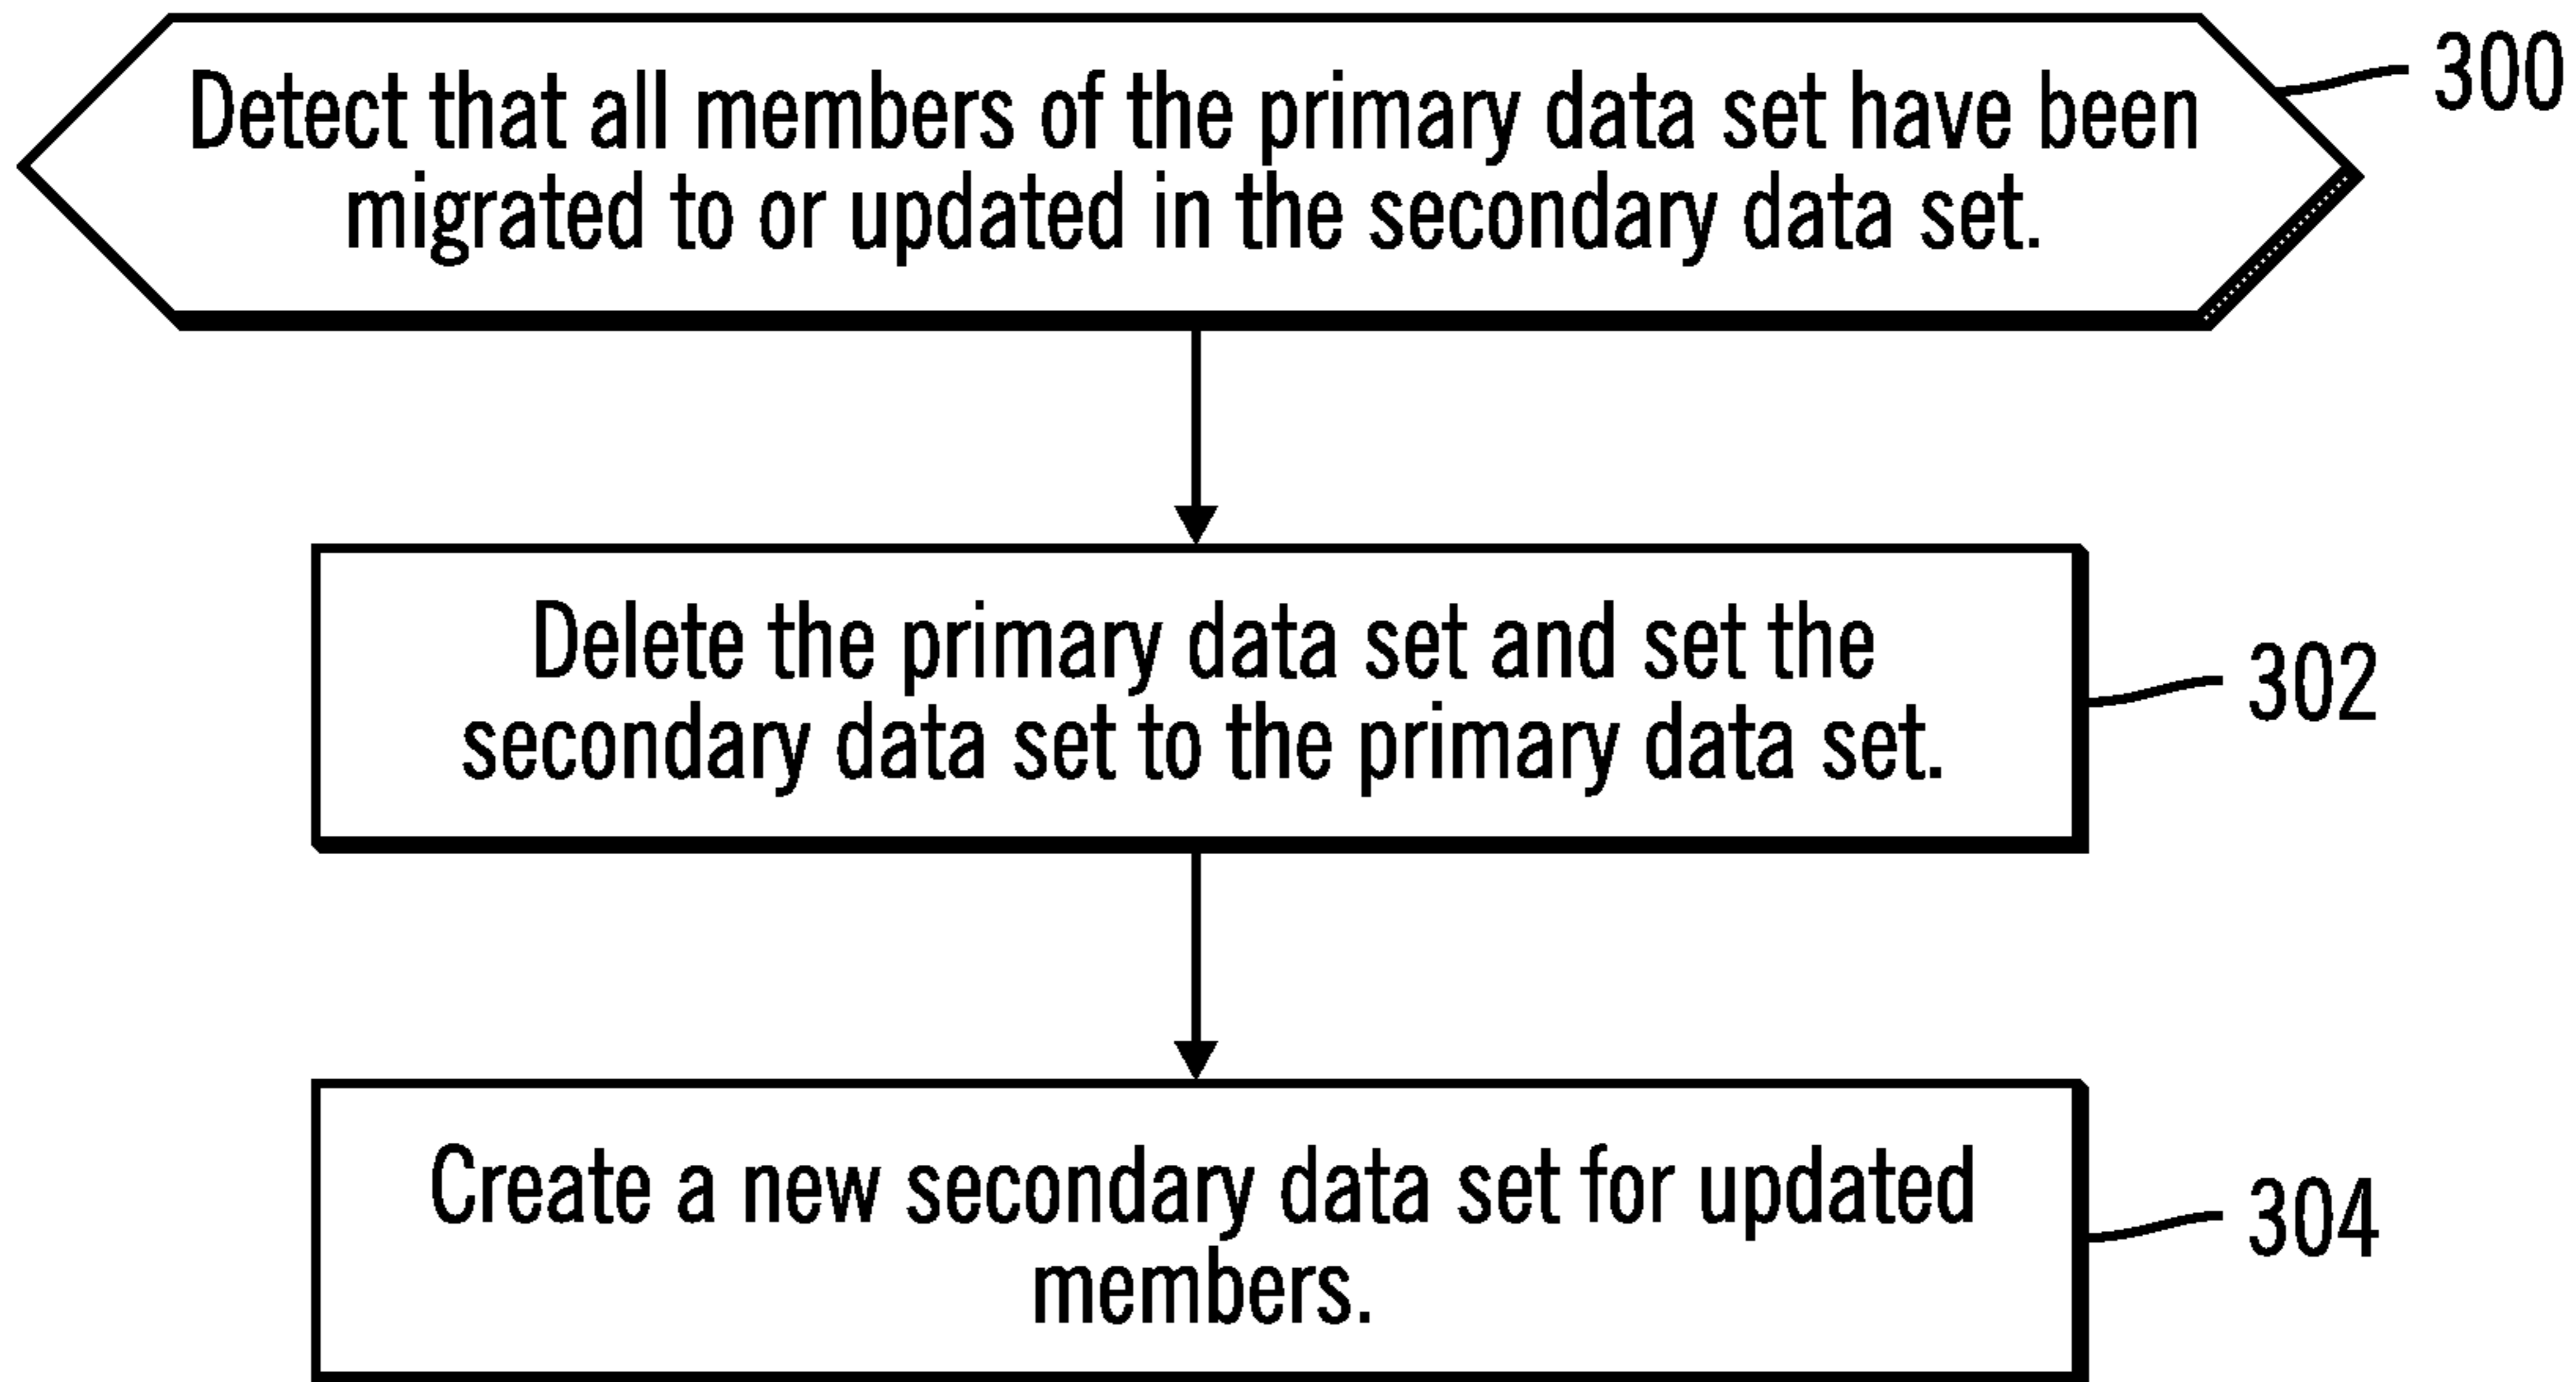 Detect that all members of the primary data set have been
migrated to or updated in the secondary data set.
300
Delete the primary data set and set the
secondary data set to the primary data set.
302
Create a new secondary data set for updated
members.
304